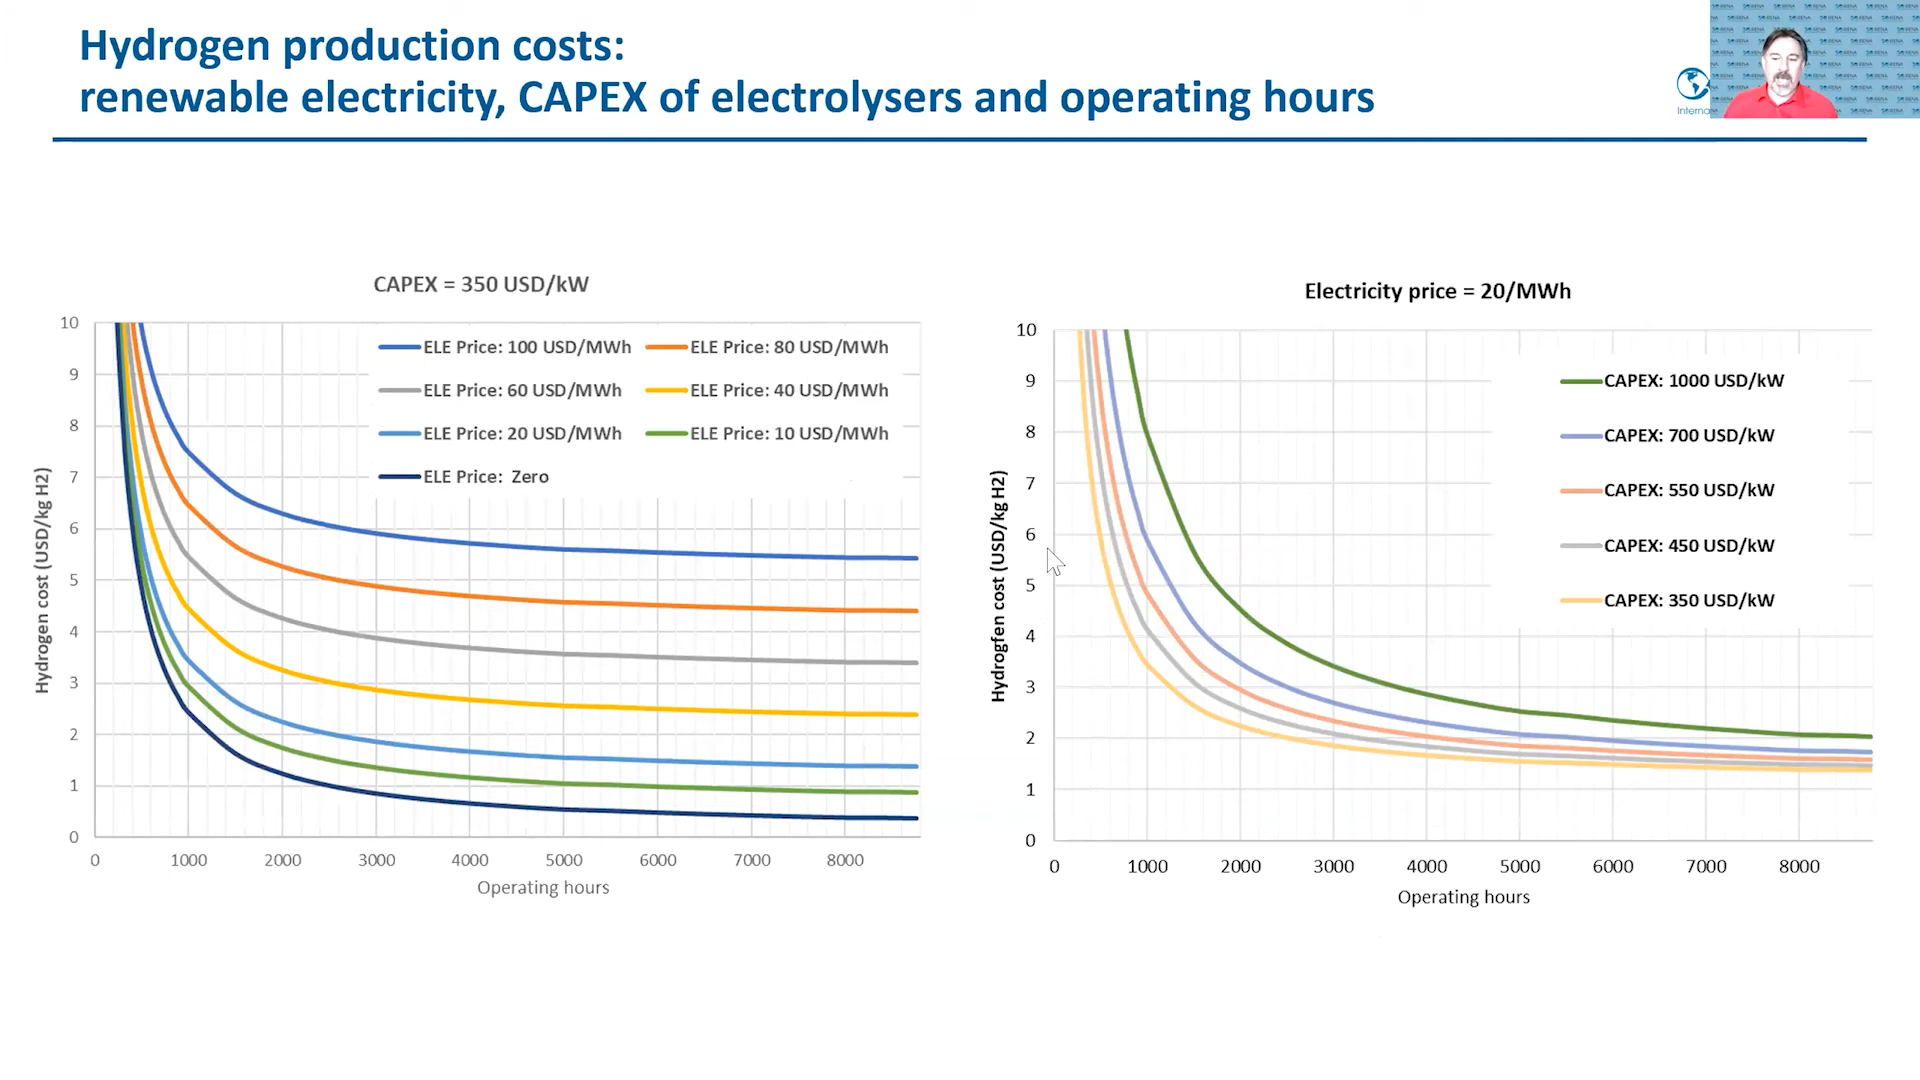 Hydrogen production costs:
renewable electricity, CAPEX of electrolysers and operating hours
Interna
CAPEX = 350 USD/kW
ELE Price: 100 USD/MWh
ELE Price: 80 USD/MWh
ELE Price: 60 USD/MWh
ELE Price: 40 USD/MWh
ELE Price: 20 USD/MWh
ELE Price: 10 USD/MWh
ELE Price: Zero
Hydrogen cost (USD/kg H2)
10
9
8
7
6
5
4
3
2
1
0
0 1000 2000 3000 4000 5000 6000 7000 8000
Operating hours
Electricity price = 20/MWh
CAPEX: 1000 USD/kW
CAPEX: 700 USD/kW
CAPEX: 550 USD/kW
CAPEX: 450 USD/kW
CAPEX: 350 USD/kW
Hydrogfen cost (USD/kg H2)
10
9
8
7
6
5
4
3
2
1
0
0 1000 2000 3000 4000 5000 6000 7000 8000
Operating hours